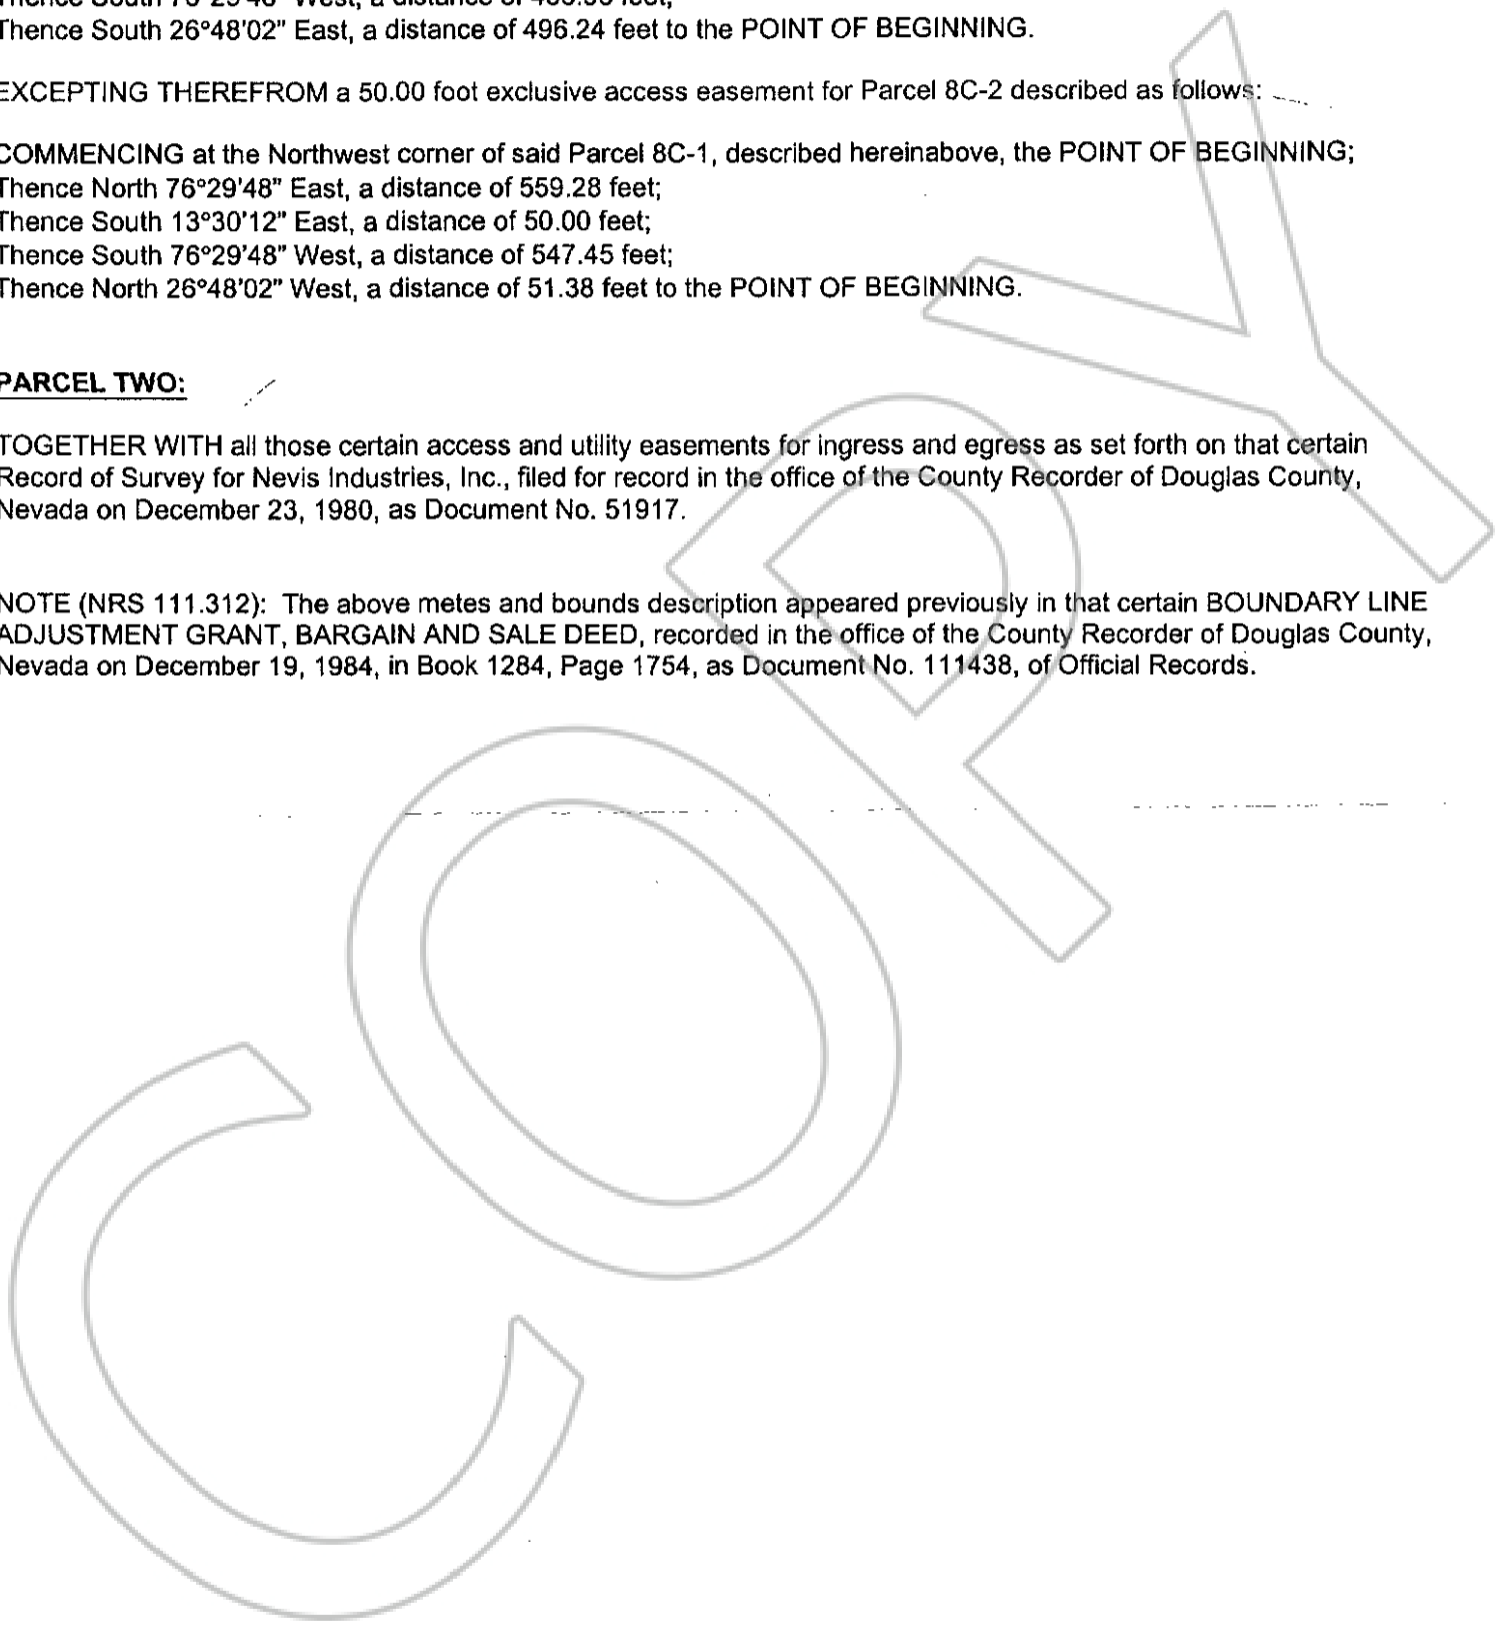 Thence South 26°48'02" East, a distance of 496.24 feet to the POINT OF BEGINNING.
EXCEPTING THEREFROM a 50.00 foot exclusive access easement for Parcel 8C-2 described as follows:
COMMENCING at the Northwest corner of said Parcel 8C-1, described hereinabove, the POINT OF BEGINNING;
Thence North 76°29'48" East, a distance of 559.28 feet;
Thence South 13°30'12" East, a distance of 50.00 feet;
Thence South 76°29'48" West, a distance of 547.45 feet;
Thence North 26°48'02" West, a distance of 51.38 feet to the POINT OF BEGINNING.
PARCEL TWO:
TOGETHER WITH all those certain access and utility easements for ingress and egress as set forth on that certain
Record of Survey for Nevis Industries, Inc., filed for record in the office of the County Recorder of Douglas County,
Nevada on December 23, 1980, as Document No. 51917.
NOTE (NRS 111.312): The above metes and bounds description appeared previously in that certain BOUNDARY LINE
ADJUSTMENT GRANT, BARGAIN AND SALE DEED, recorded in the office of the County Recorder of Douglas County,
Nevada on December 19, 1984, in Book 1284, Page 1754, as Document No. 111438, of Official Records.
COPY